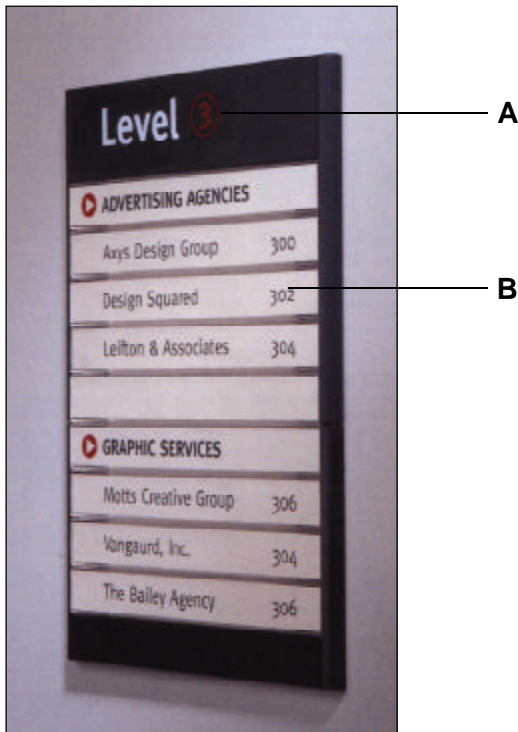 Level 3
A
ADVERTISING AGENCIES
Axys Design Group 300
Design Squared 302
B
Leifton & Associates 304
GRAPHIC SERVICES
Motts Creative Group 306
Vangaurd, Inc. 304
The Bailey Agency 306